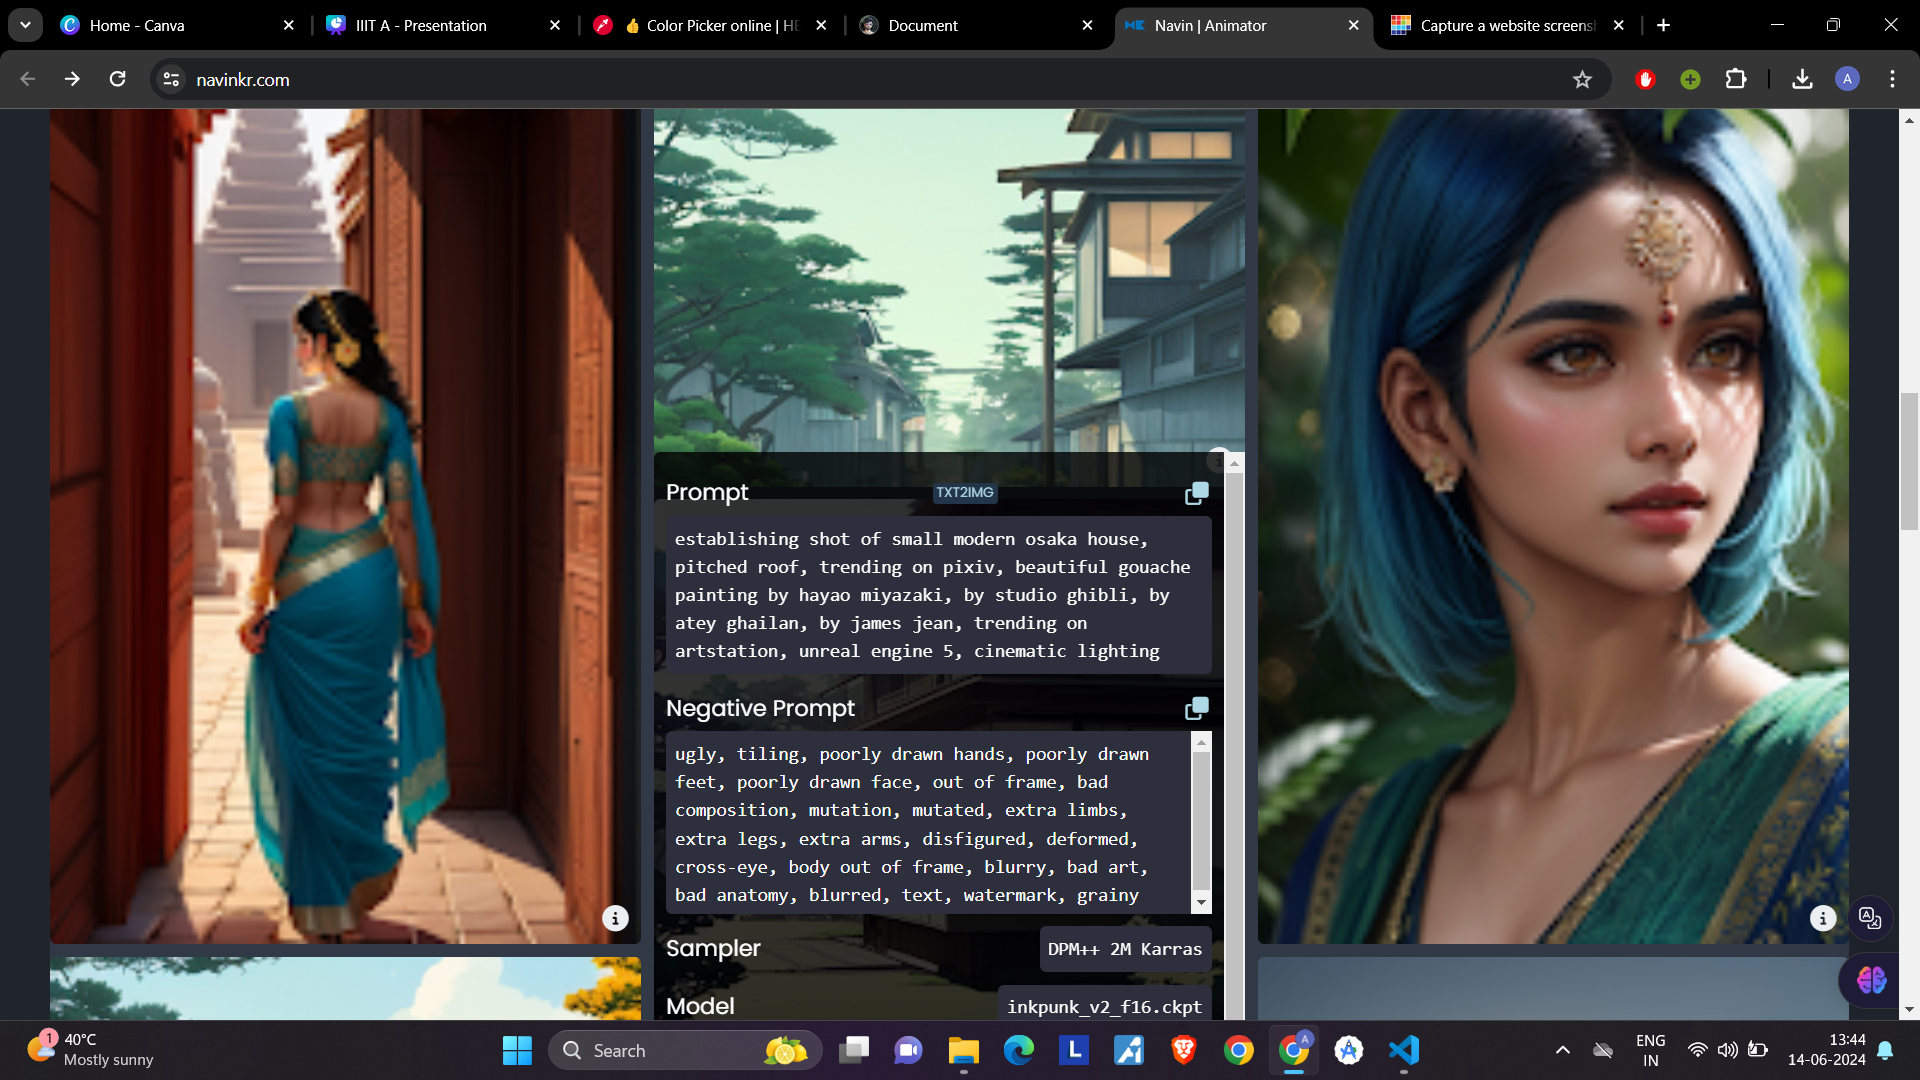 Home - Canva
IIIT A - Presentation
👍 Color Picker online | HE
Document
Navin | Animator
Capture a website screens
navinkr.com
A
Prompt
TXT2IMG
establishing shot of small modern osaka house,
pitched roof, trending on pixiv, beautiful gouache
painting by hayao miyazaki, by studio ghibli, by
atey ghailan, by james jean, trending on
artstation, unreal engine 5, cinematic lighting
Negative Prompt
ugly, tiling, poorly drawn hands, poorly drawn
feet, poorly drawn face, out of frame, bad
composition, mutation, mutated, extra limbs,
extra legs, extra arms, disfigured, deformed,
cross-eye, body out of frame, blurry, bad art,
bad anatomy, blurred, text, watermark, grainy
Sampler
DPM++ 2M Karras
Model
inkpunk_v2_f16.ckpt
1
40°C
Mostly sunny
Search
L
A
ENG
IN
13:44
14-06-2024